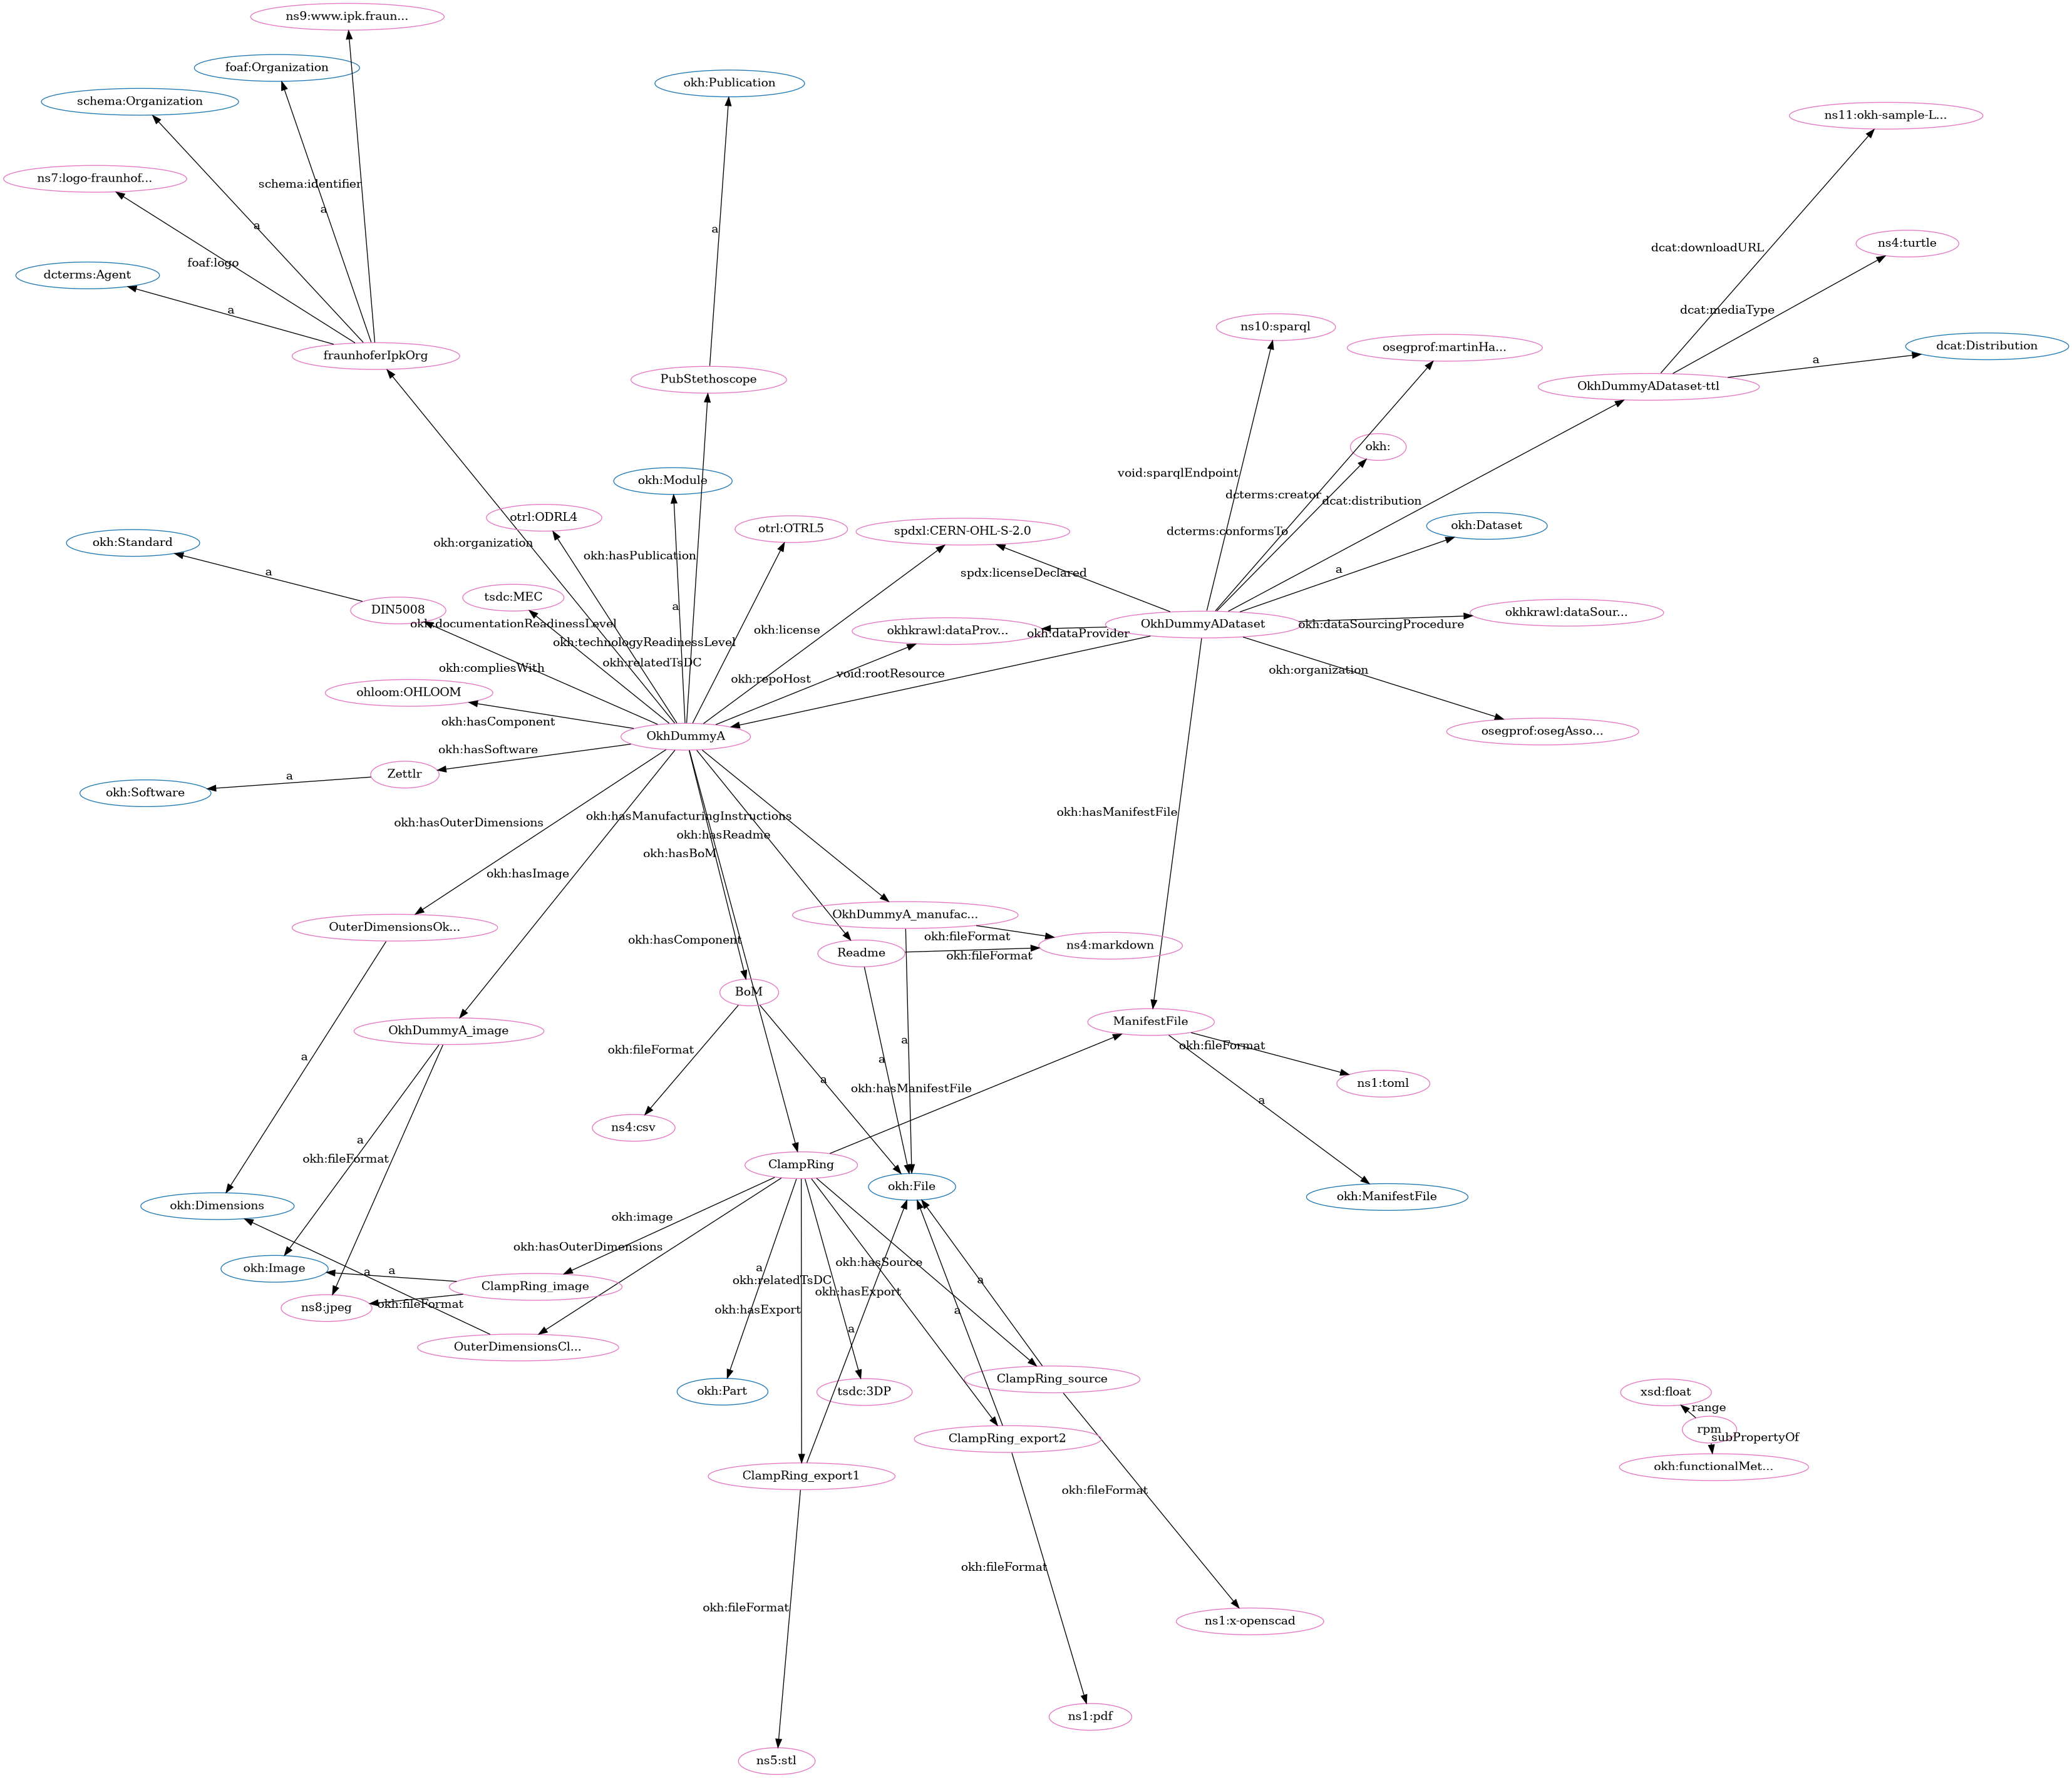 ns9:www.ipk.fraun...
foaf:Organization
okh:Publication
schema:Organization
ns11:okh-sample-L...
ns7:logo-fraunhof...
schema:identifier
a
a
a
ns4:turtle
dcat:downloadURL
foaf:logo
dcterms:Agent
a
dcat:mediaType
ns10:sparql
osegprof:martinHa...
dcat:Distribution
a
fraunhoferIpkOrg
PubStethoscope
OkhDummyADataset-ttl
okh:
void:sparqlEndpoint
okh:Module
dcterms:creator
dcat:distribution
otrl:ODRL4
otrl:OTRL5
spdxl:CERN-OHL-S-2.0
dcterms:conformsTo
okh:Dataset
okh:Standard
okh:organization
okh:hasPublication
a
spdx:licenseDeclared
a
tsdc:MEC
a
DIN5008
okh:documentationReadinessLevel
okh:license
okhkrawl:dataProv...
okh:dataProvider
OkhDummyADataset
okh:dataSourcingProcedure
okhkrawl:dataSour...
okh:technologyReadinessLevel
okh:relatedTsDC
okh:compliesWith
okh:repoHost
void:rootResource
okh:organization
ohloom:OHLOOM
okh:hasComponent
OkhDummyA
osegprof:osegAsso...
okh:hasSoftware
Zettlr
a
okh:Software
okh:hasOuterDimensions
okh:hasManufacturingInstructions
okh:hasManifestFile
okh:hasReadme
okh:hasBoM
okh:hasImage
OkhDummyA_manufac...
OuterDimensionsOk...
okh:hasComponent
okh:fileFormat
ns4:markdown
Readme
okh:fileFormat
BoM
OkhDummyA_image
ManifestFile
okh:fileFormat
a
okh:fileFormat
a
a
a
okh:hasManifestFile
ns1:toml
a
ns4:csv
a
okh:fileFormat
ClampRing
okh:File
okh:ManifestFile
okh:Dimensions
okh:image
okh:hasOuterDimensions
okh:Image
a
a
ClampRing_image
a
okh:relatedTsDC
okh:hasSource
a
ns8:jpeg
okh:fileFormat
okh:hasExport
okh:hasExport
a
a
OuterDimensionsCl...
ClampRing_source
okh:Part
tsdc:3DP
xsd:float
range
rpm
subPropertyOf
okh:functionalMet...
ClampRing_export2
ClampRing_export1
okh:fileFormat
okh:fileFormat
okh:fileFormat
ns1:x-openscad
ns1:pdf
ns5:stl